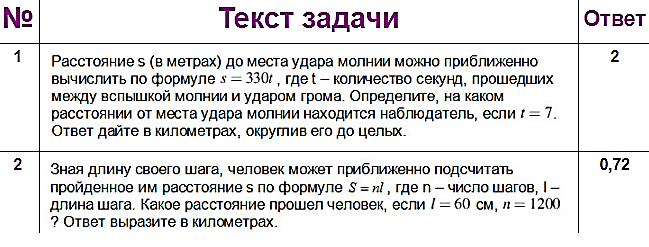 № Текст задачи Ответ
1 Расстояние s (в метрах) до места удара молнии можно приближенно 2
вычислить по формуле s = 330t , где t – количество секунд, прошедших
между вспышкой молнии и ударом грома. Определите, на каком
расстоянии от места удара молнии находится наблюдатель, если t = 7.
Ответ дайте в километрах, округлив его до целых.
2 Зная длину своего шага, человек может приближенно подсчитать 0,72
пройденное им расстояние s по формуле S = nl , где n – число шагов, l –
длина шага. Какое расстояние прошел человек, если l = 60 см, n = 1200
? Ответ выразите в километрах.